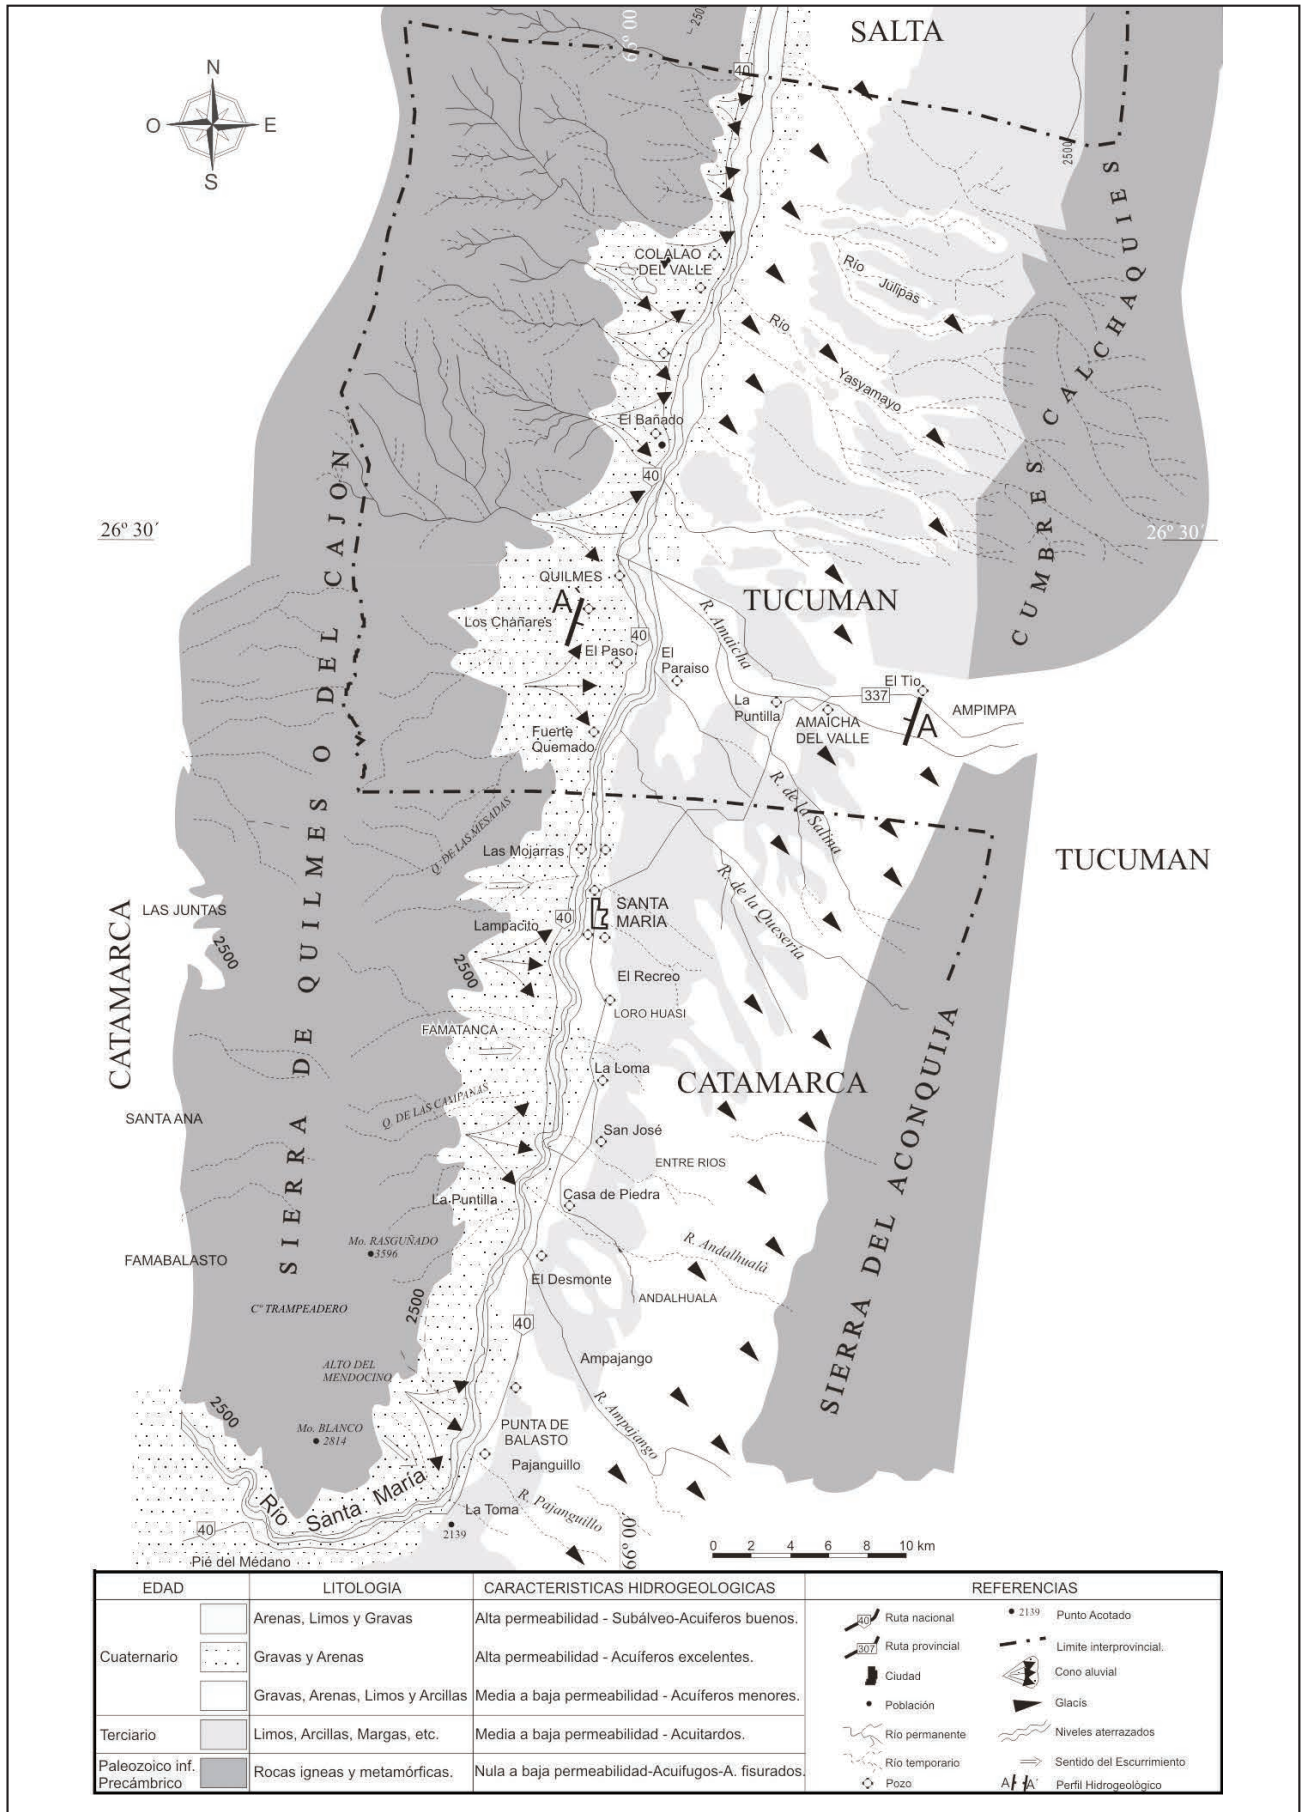 SALTA
65º 00
2500
40
N
O
E
S
2500
COLALAO
DEL VALLE
Río
Julipas
Río
Yasyamayo
CUMBRES CALCHAQUIES
El Bañado
40
26º 30´
26º 30´
QUILMES
A
Los Chañares
TUCUMAN
R. Amaicha
40
El Paso
El
Paraiso
El Tio
337
AMPIMPA
La
Puntilla
AMAICHA
DEL VALLE
A
Fuerte
Quemado
SIERRA DE QUILMES O DEL CAJON
R. de la Salina
Q. DE LAS MESADAS
Las Mojarras
TUCUMAN
CATAMARCA
LAS JUNTAS
2500
R. de la Quesería
SANTA
MARIA
40
Lampacito
2500
El Recreo
LORO HUASI
FAMATANCA
La Loma
CATAMARCA
Q. DE LAS CAMPANAS
SANTA ANA
San José
ENTRE RIOS
SIERRA DEL ACONQUIJA
La Puntilla
Casa de Piedra
Mo. RASGUÑADO
3596
R. Andalhualá
FAMABALASTO
El Desmonte
ANDALHUALA
Cº TRAMPEADERO
2500
40
Ampajango
ALTO DEL
MENDOCINO
2500
Mo. BLANCO
2814
PUNTA DE
BALASTO
R. Ampajango
Pajanguillo
Río Santa María
La Toma
R. Pajanguillo
2139
40
Pié del Médano
66º 00
0 2 4 6 8 10 km
EDAD LITOLOGIA CARACTERISTICAS HIDROGEOLOGICAS REFERENCIAS
Arenas, Limos y Gravas Alta permeabilidad - Subálveo-Acuiferos buenos.
Cuaternario Gravas y Arenas Alta permeabilidad - Acuíferos excelentes.
Gravas, Arenas, Limos y Arcillas Media a baja permeabilidad - Acuíferos menores.
Terciario Limos, Arcillas, Margas, etc. Media a baja permeabilidad - Acuitardos.
Paleozoico inf.
Precámbrico Rocas igneas y metamórficas. Nula a baja permeabilidad-Acuifugos-A. fisurados.
40 Ruta nacional
2139 Punto Acotado
307 Ruta provincial
Limite interprovincial.
Ciudad
Cono aluvial
Población
Glacís
Río permanente
Niveles aterrazados
Río temporario
Sentido del Escurrimiento
Pozo
A A´ Perfil Hidrogeológico